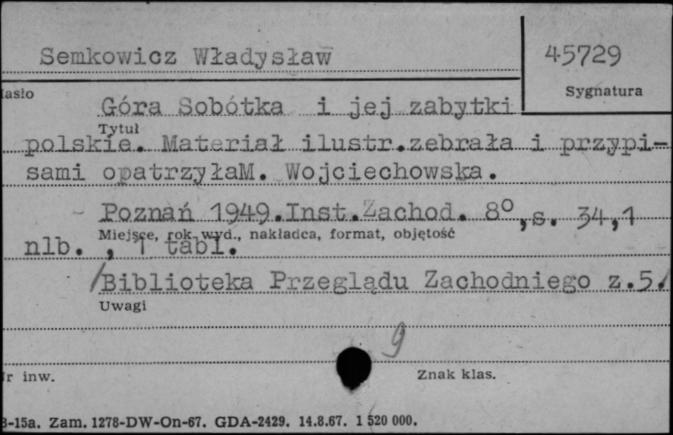 Semkowicz Władysław
45729
Sygnatura
asło
Góra Sobótka i jej zabytki
Tytuł
polskie. Materiał ilustr.zebrała i przypi-
sami opatrzyłaM. Wojciechowska.
- Poznań 1949.Inst.Zachod. 8°,s. 34,1
Miejsce, rok wyd., nakładca, format, objętość
nlb. , 1 tabl.
/Biblioteka Przeglądu Zachodniego z.5/
Uwagi
9
r inw.
Znak klas.
B-15a. Zam. 1278-DW-On-67. GDA-2429. 14.8.67. 1 520 000.